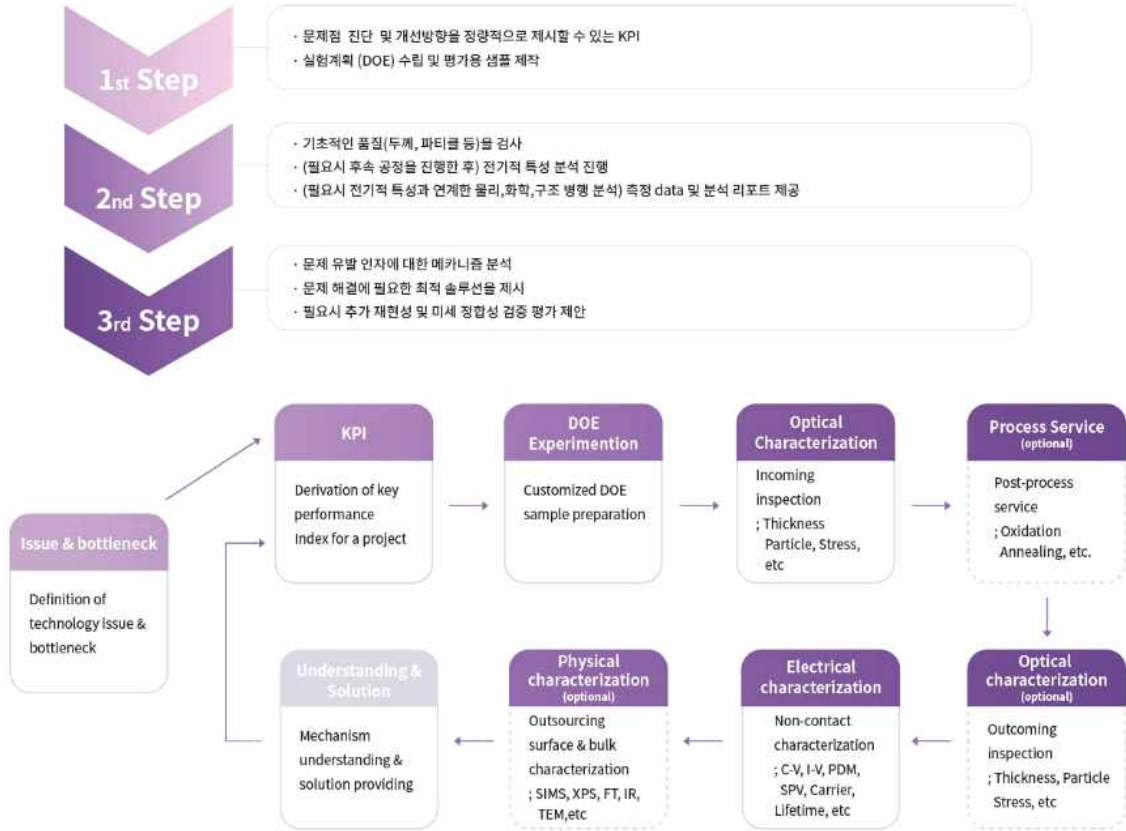 1st Step
· 문제점 진단 및 개선방향을 정량적으로 제시할 수 있는 KPI
· 실험계획 (DOE) 수립 및 평가용 샘플 제작
2nd Step
· 기초적인 품질(두께, 파티클 등)을 검사
· (필요시 후속 공정을 진행한 후) 전기적 특성 분석 진행
· (필요시 전기적 특성과 연계한 물리,화학,구조 병행 분석) 측정 data 및 분석 리포트 제공
3rd Step
· 문제 유발 인자에 대한 메카니즘 분석
· 문제 해결에 필요한 최적 솔루션을 제시
· 필요시 추가 재현성 및 미세 정합성 검증 평가 제안
Issue & bottleneck
Definition of
technology issue &
bottleneck
KPI
Derivation of key
performance
Index for a project
DOE
Experimention
Customized DOE
sample preparation
Optical
Characterization
Incoming
inspection
; Thickness
Particle, Stress,
etc
Process Service
(optional)
Post-process
service
; Oxidation
Annealing, etc.
Optical
characterization
(optional)
Outcoming
inspection
; Thickness, Particle
Stress, etc
Electrical
characterization
Non-contact
characterization
; C-V, I-V, PDM,
SPV, Carrier,
Lifetime, etc
Physical
characterization
(optional)
Outsourcing
surface & bulk
characterization
; SIMS, XPS, FT, IR,
TEM,etc
Understanding &
Solution
Mechanism
understanding &
solution providing